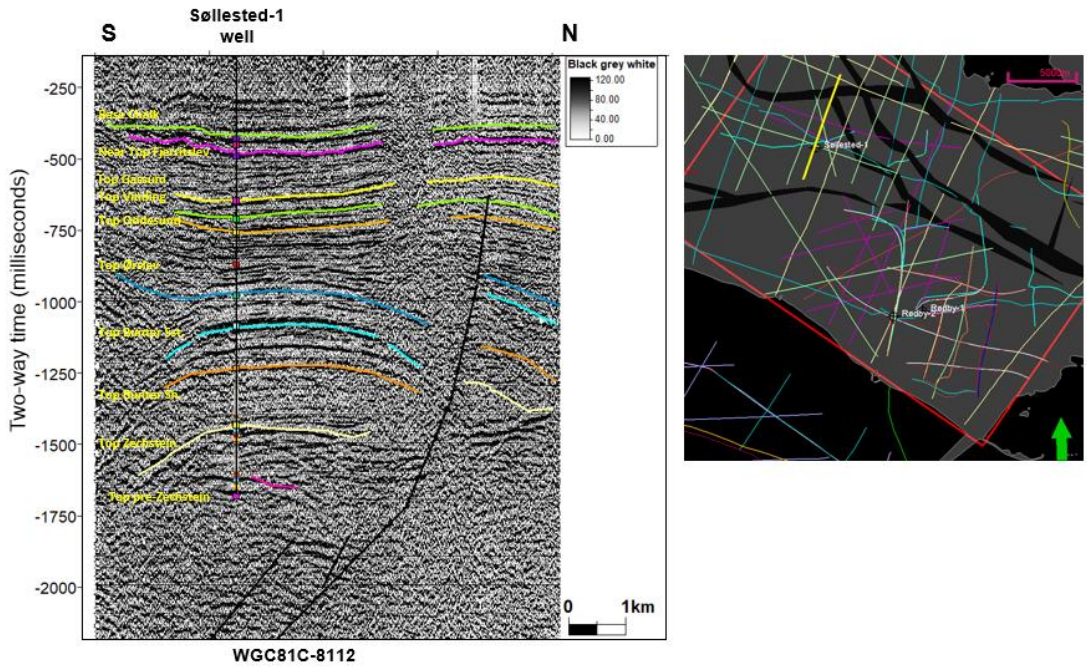 Søllested-1
well
S
N
Black grey white
120.00
80.00
40.00
0.00
-250
-500
-750
-1000
-1250
-1500
-1750
-2000
Two-way time (milliseconds)
Base Chalk
Near Top Fjerritslev
Top Gassum
Top Vinding
Top Oddesund
Top Ørslev
Top Bunter Sst.
Top Bunter Sh.
Top Zechstein
Top pre-Zechstein
0 1km
WGC81C-8112
5000m
Søllested-1
Rødby-2
Rødby-1